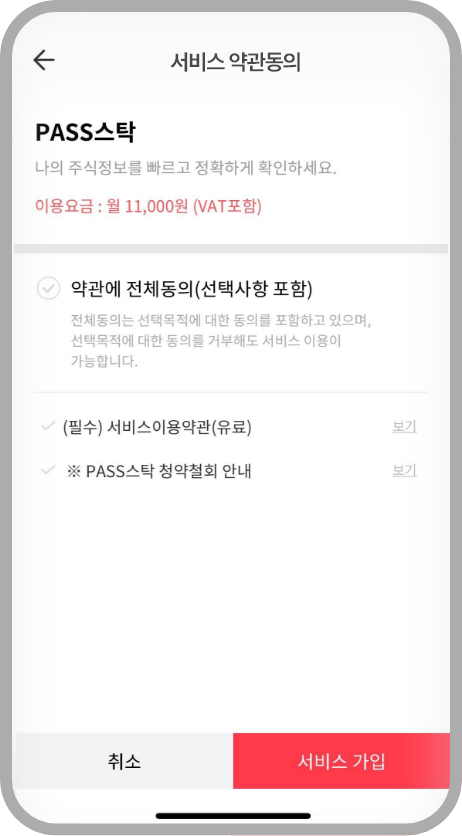 서비스 약관동의
PASS스탁
나의 주식정보를 빠르고 정확하게 확인하세요.
이용요금 : 월 11,000원 (VAT포함)
약관에 전체동의(선택사항 포함)
전체동의는 선택목적에 대한 동의를 포함하고 있으며,
선택목적에 대한 동의를 거부해도 서비스 이용이
가능합니다.
(필수) 서비스이용약관(유료) 보기
※ PASS스탁 청약철회 안내 보기
취소 서비스 가입